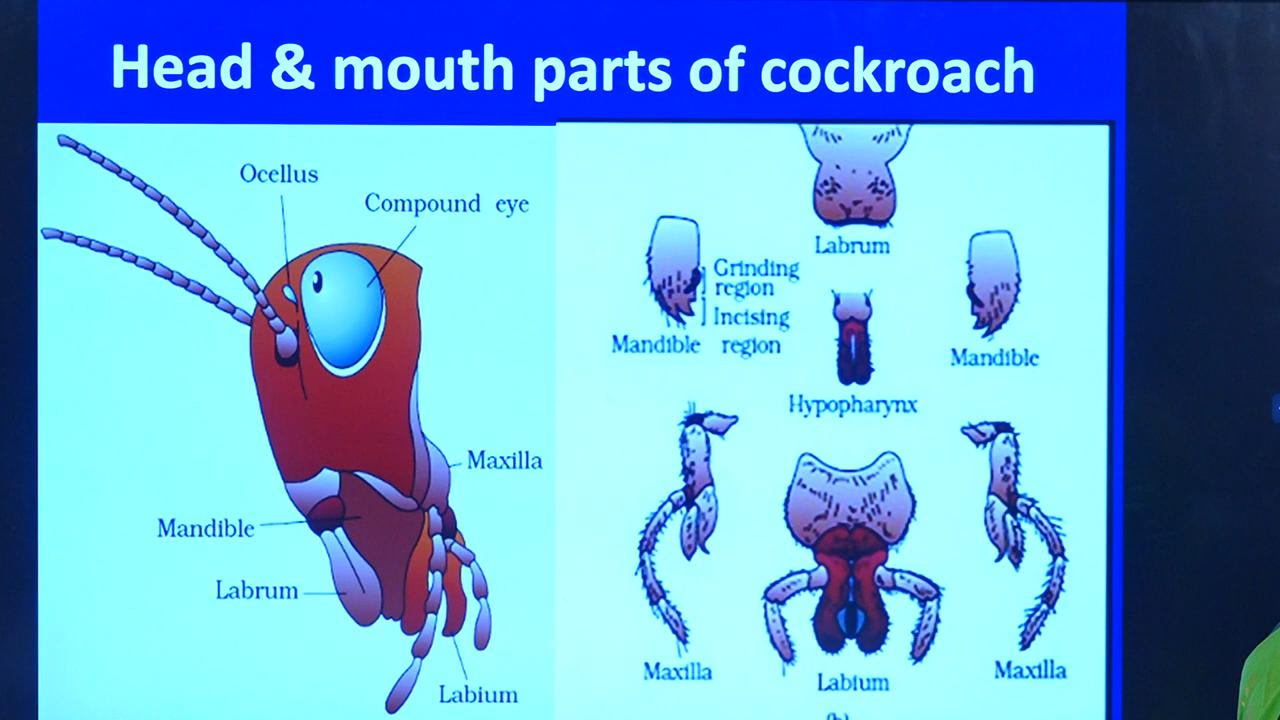 Head & mouth parts of cockroach
Ocellus
Compound eye
Maxilla
Mandible
Labrum
Labium
Labrum
Grinding
region
Incising
region
Mandible
Mandible
Hypopharynx
Maxilla
Labium
Maxilla
(b)